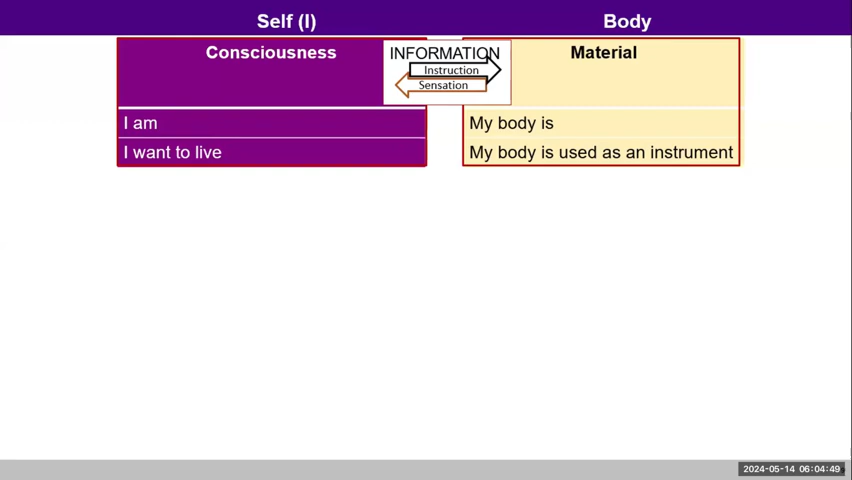 Self (I)
Body
Consciousness
INFORMATION
Instruction
Sensation
Material
I am
My body is
I want to live
My body is used as an instrument
2024-05-14 06:04:49